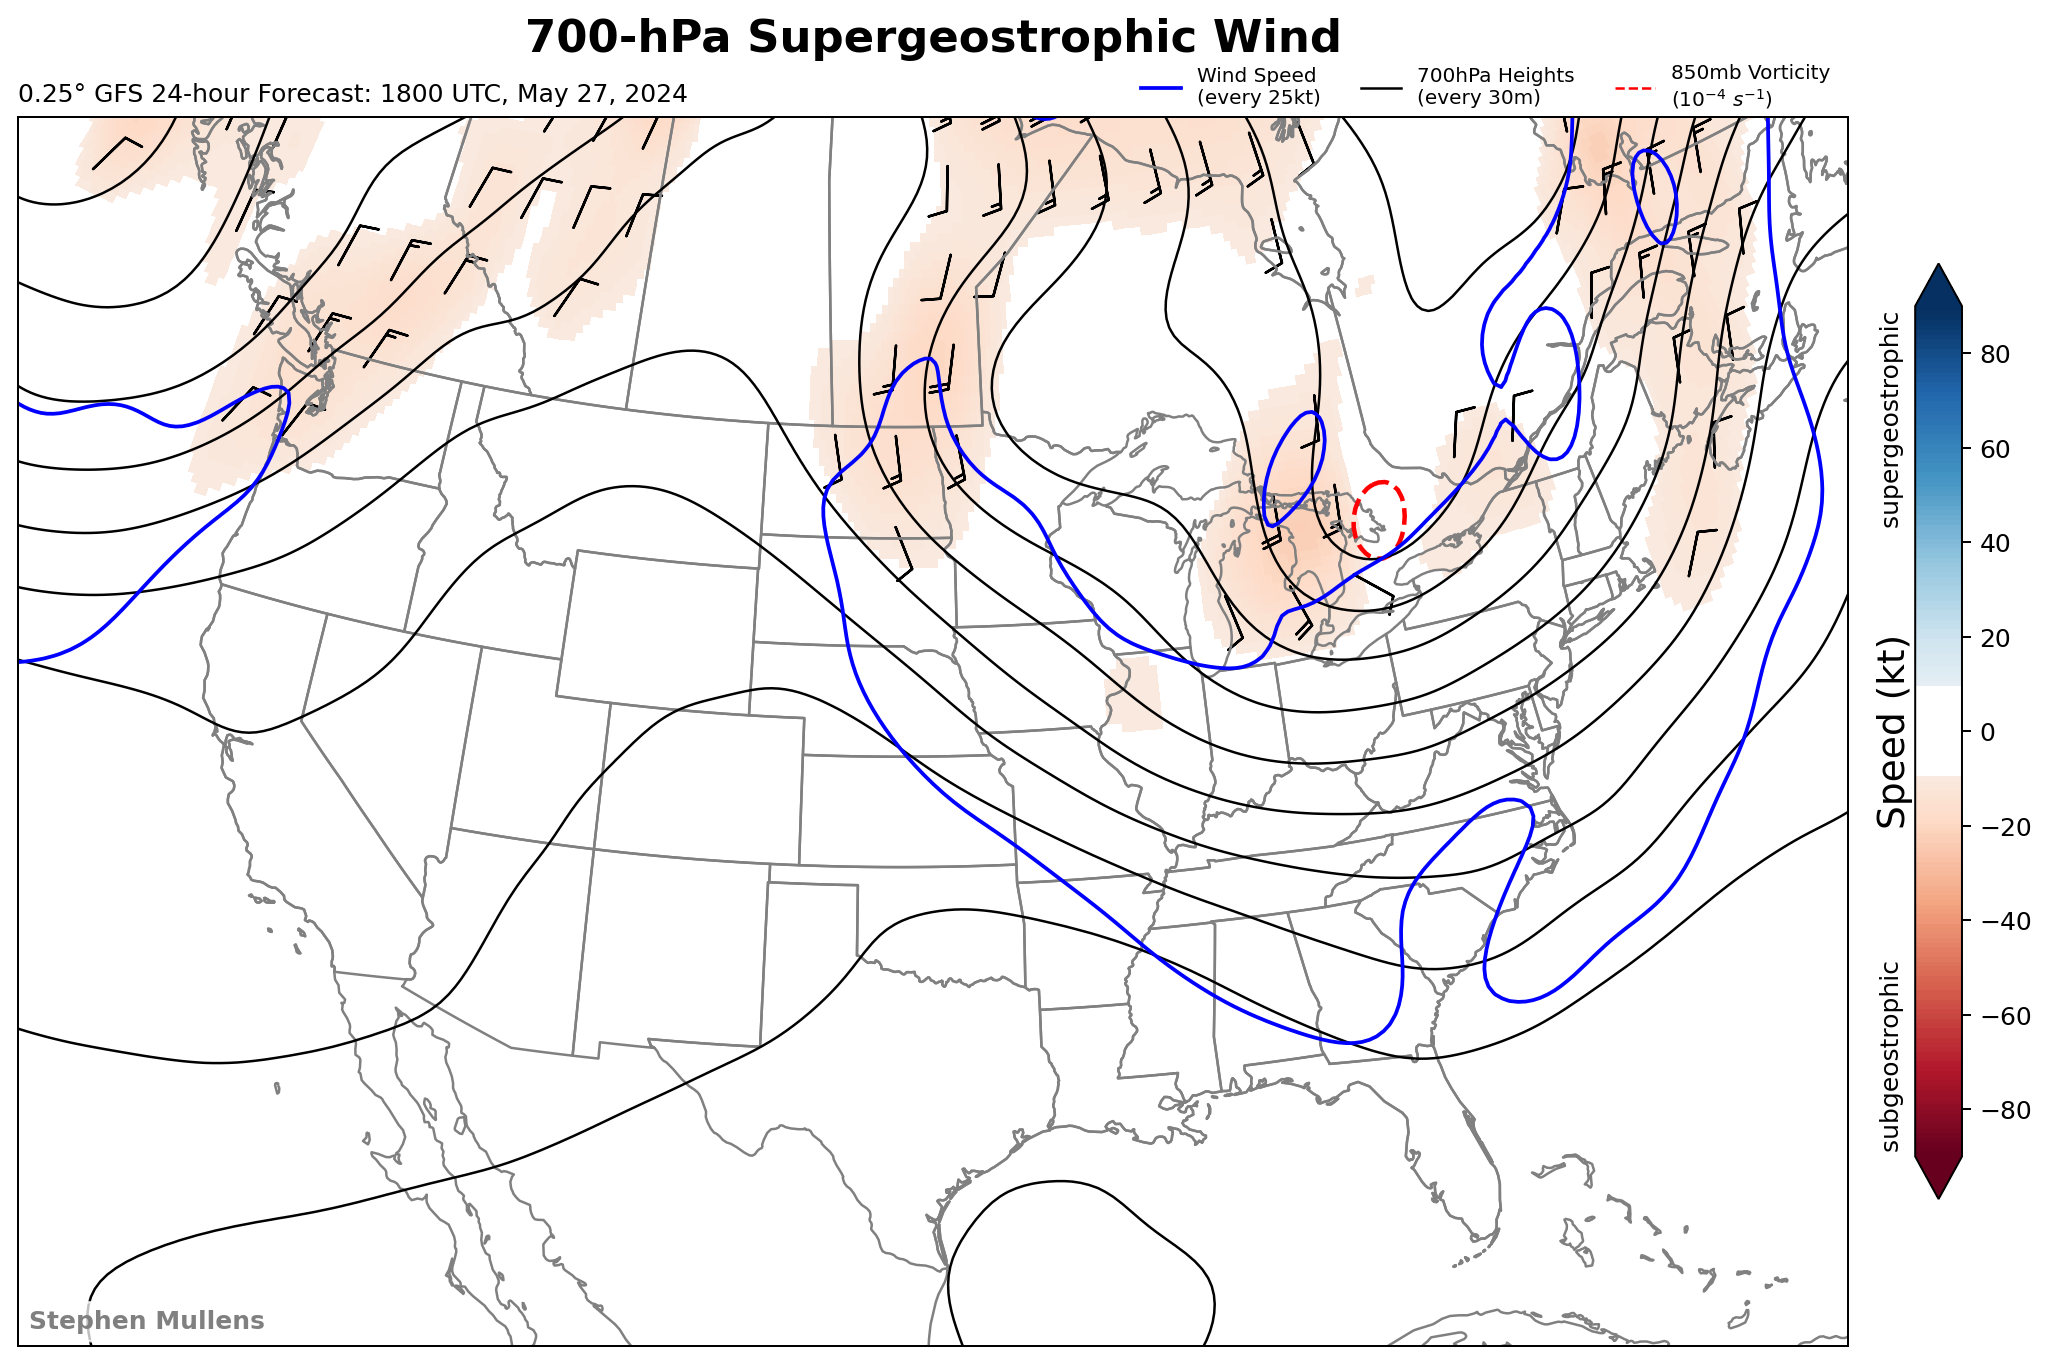 700-hPa Supergeostrophic Wind
0.25° GFS 24-hour Forecast: 1800 UTC, May 27, 2024
Wind Speed
(every 25kt)
700hPa Heights
(every 30m)
850mb Vorticity
(10⁻⁴ s⁻¹)
supergeostrophic
Speed (kt)
subgeostrophic
80
60
40
20
0
−20
−40
−60
−80
Stephen Mullens